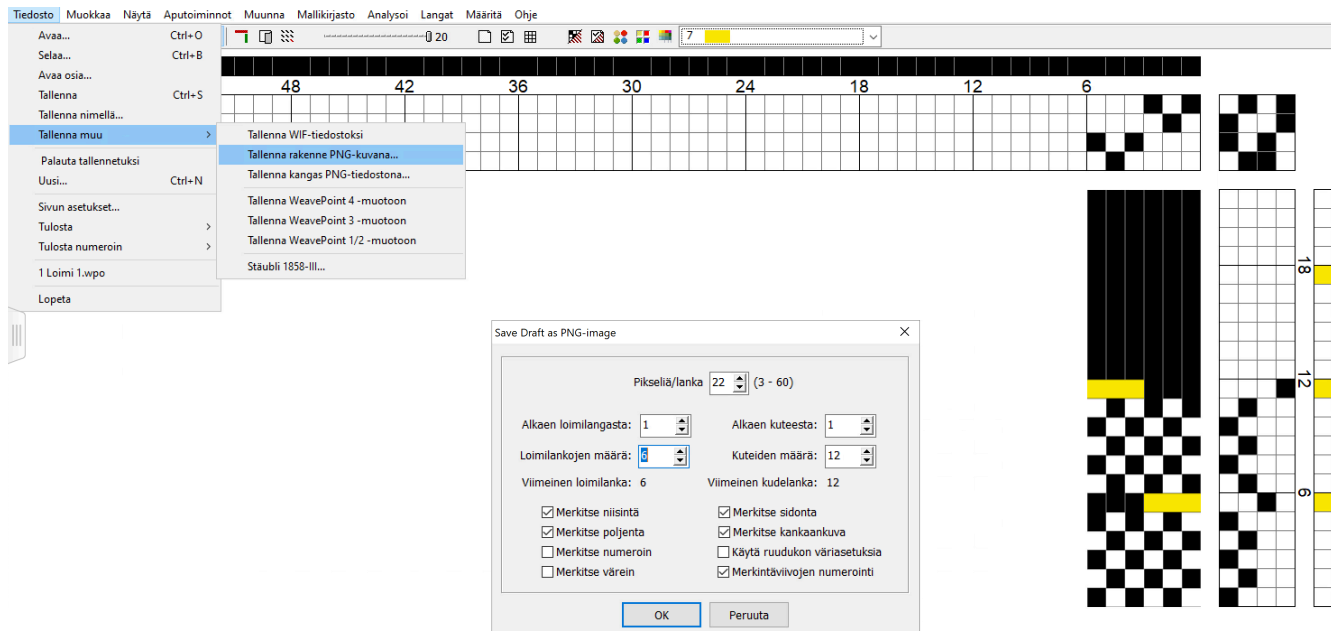 Tiedosto Muokkaa Näytä Aputoiminnot Muunna Mallikirjasto Analysoi Langat Määritä Ohje
20
7
Avaa... Ctrl+O
Selaa... Ctrl+B
Avaa osia...
Tallenna Ctrl+S
Tallenna nimellä...
Tallenna muu >
Palauta tallennetuksi
Uusi... Ctrl+N
Sivun asetukset...
Tulosta >
Tulosta numeroin >
1 Loimi 1.wpo
Lopeta
Tallenna WIF-tiedostoksi
Tallenna rakenne PNG-kuvana...
Tallenna kangas PNG-tiedostona...
Tallenna WeavePoint 4 -muotoon
Tallenna WeavePoint 3 -muotoon
Tallenna WeavePoint 1/2 -muotoon
Stäubli 1858-III...
48 42 36 30 24 18 12 6
18
12
6
Save Draft as PNG-image
Pikseliä/lanka 22 (3 - 60)
Alkaen loimilangasta: 1 Alkaen kuteesta: 1
Loimilankojen määrä: 6 Kuteiden määrä: 12
Viimeinen loimilanka: 6 Viimeinen kudelanka: 12
Merkitse niisintä Merkitse sidonta
Merkitse poljenta Merkitse kankaankuva
Merkitse numeroin Käytä ruudukon väriasetuksia
Merkitse värein Merkintäviivojen numerointi
OK Peruuta